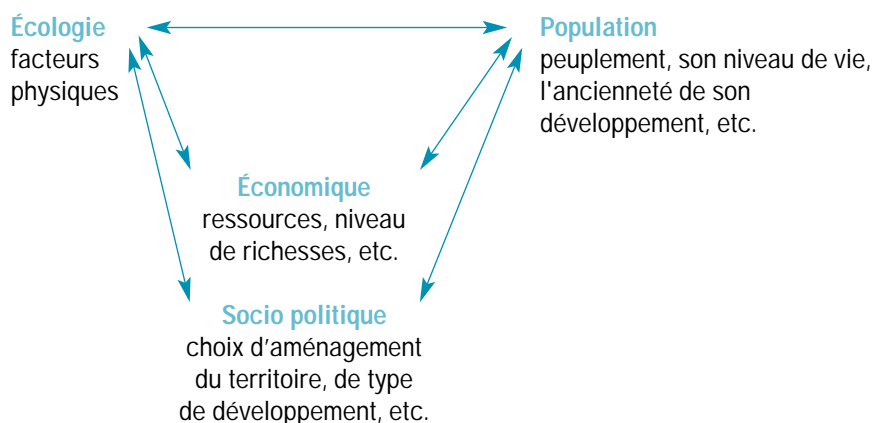 Écologie
facteurs
physiques
Population
peuplement, son niveau de vie,
l'ancienneté de son
développement, etc.
Économique
ressources, niveau
de richesses, etc.
Socio politique
choix d’aménagement
du territoire, de type
de développement, etc.